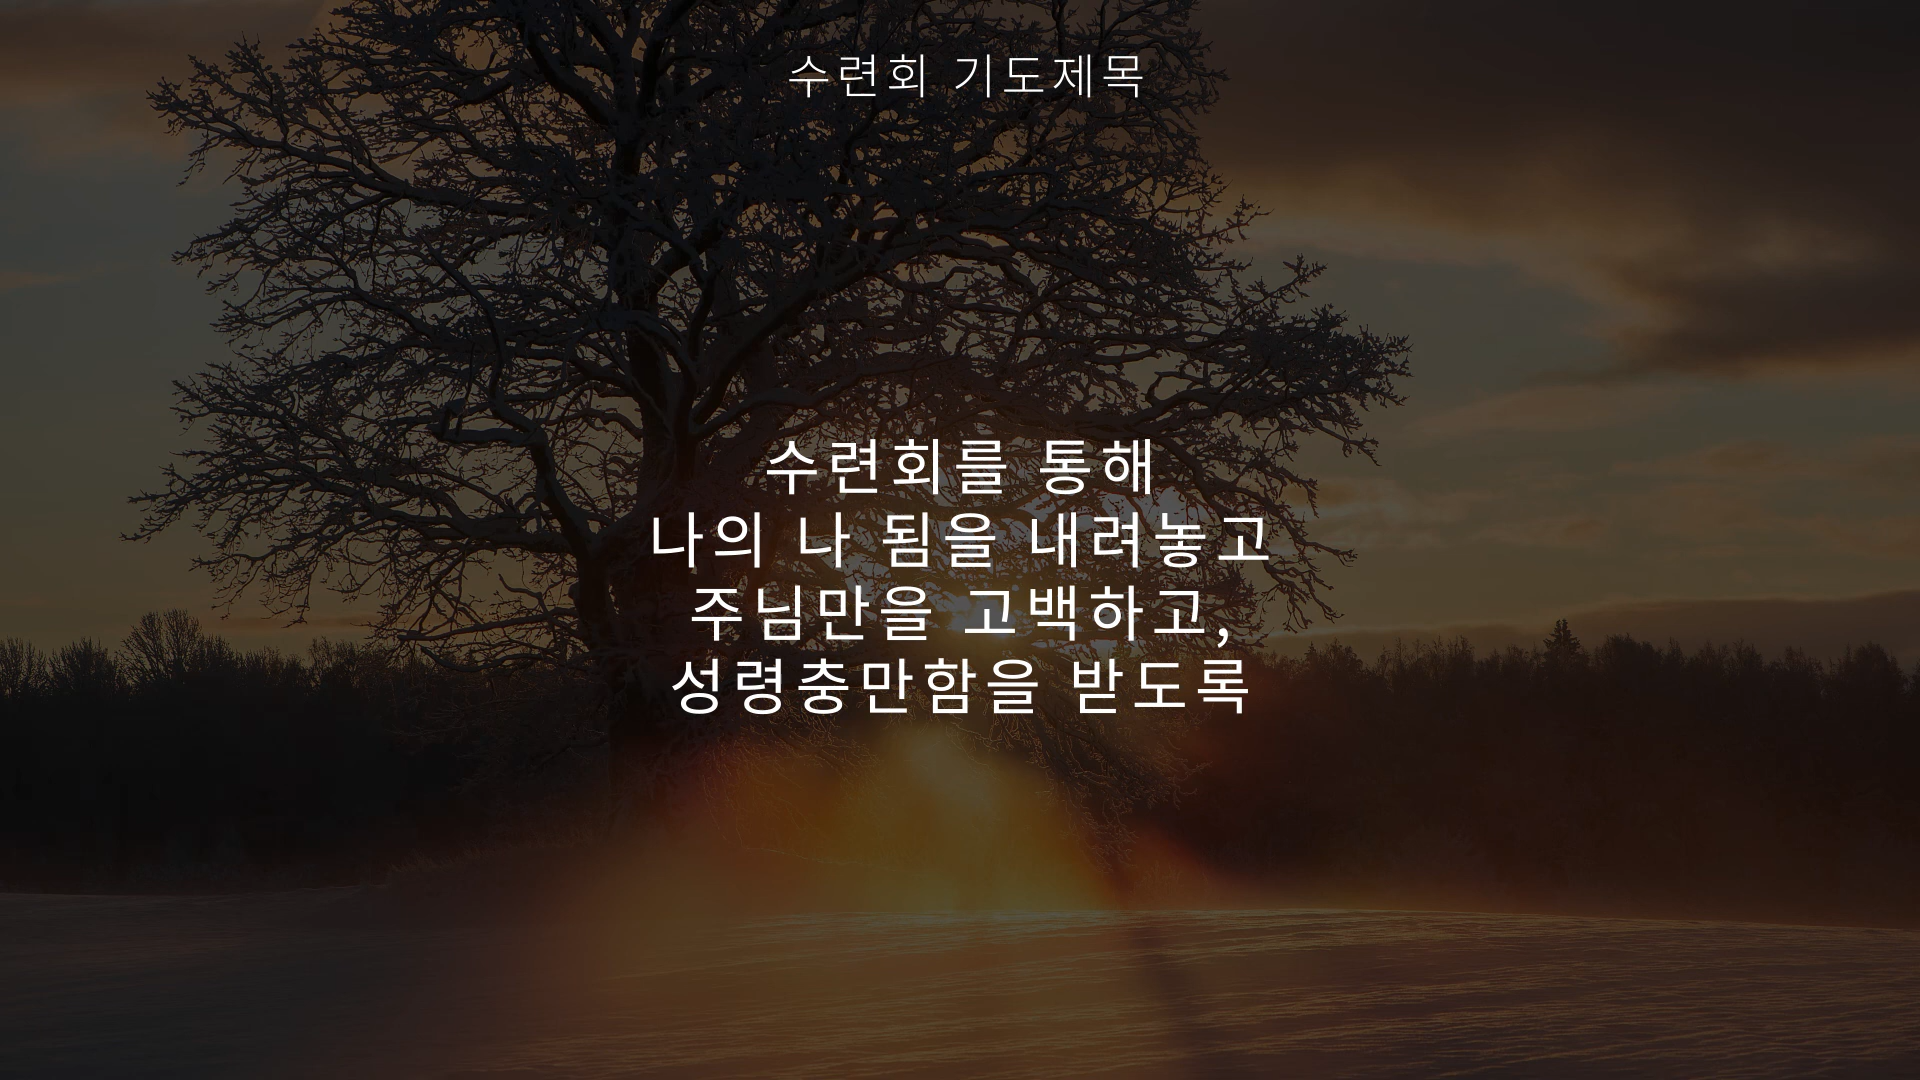 수련회 기도제목
수련회를 통해
나의 나 됨을 내려놓고
주님만을 고백하고,
성령충만함을 받도록